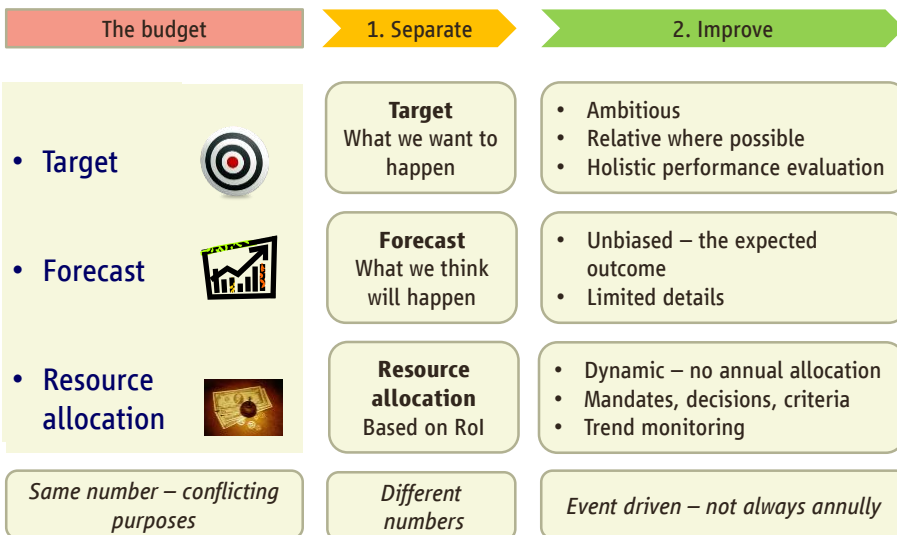 The budget
1. Separate
2. Improve
• Target
Target
What we want to
happen
• Ambitious
• Relative where possible
• Holistic performance evaluation
• Forecast
Forecast
What we think
will happen
• Unbiased – the expected
outcome
• Limited details
• Resource
allocation
Resource
allocation
Based on RoI
• Dynamic – no annual allocation
• Mandates, decisions, criteria
• Trend monitoring
Same number – conflicting
purposes
Different
numbers
Event driven – not always annully